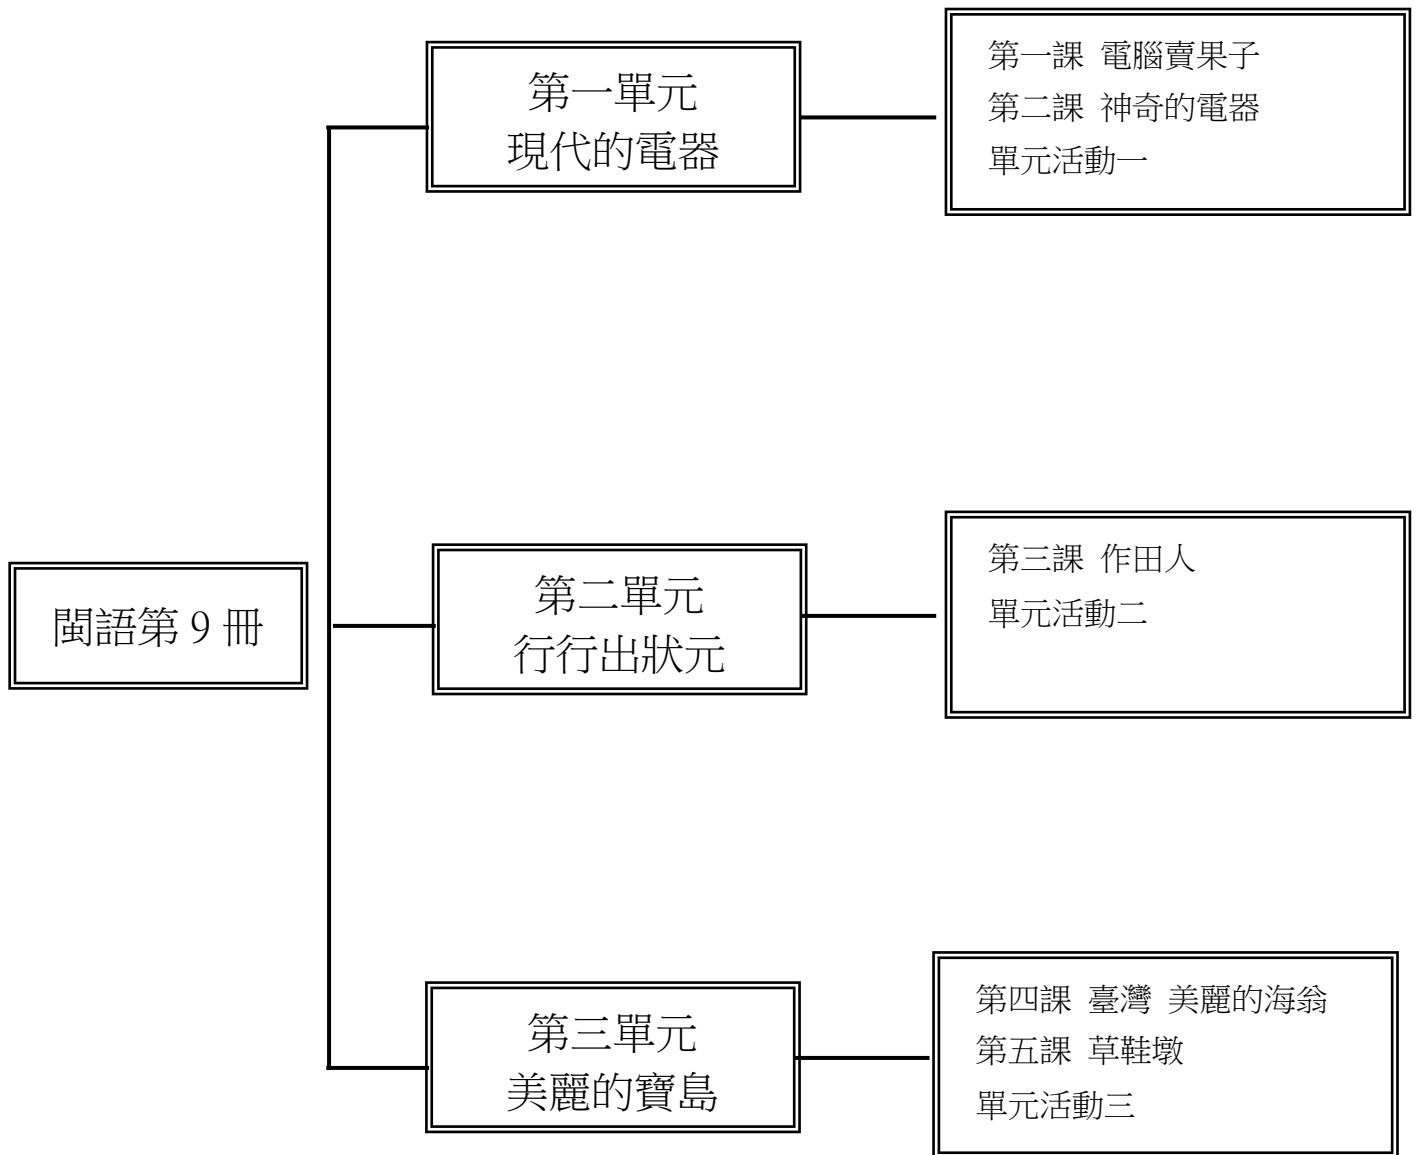 閩語第 9 冊
第一單元
現代的電器
第一課 電腦賣果子
第二課 神奇的電器
單元活動一
第二單元
行行出狀元
第三課 作田人
單元活動二
第三單元
美麗的寶島
第四課 臺灣 美麗的海翁
第五課 草鞋墩
單元活動三